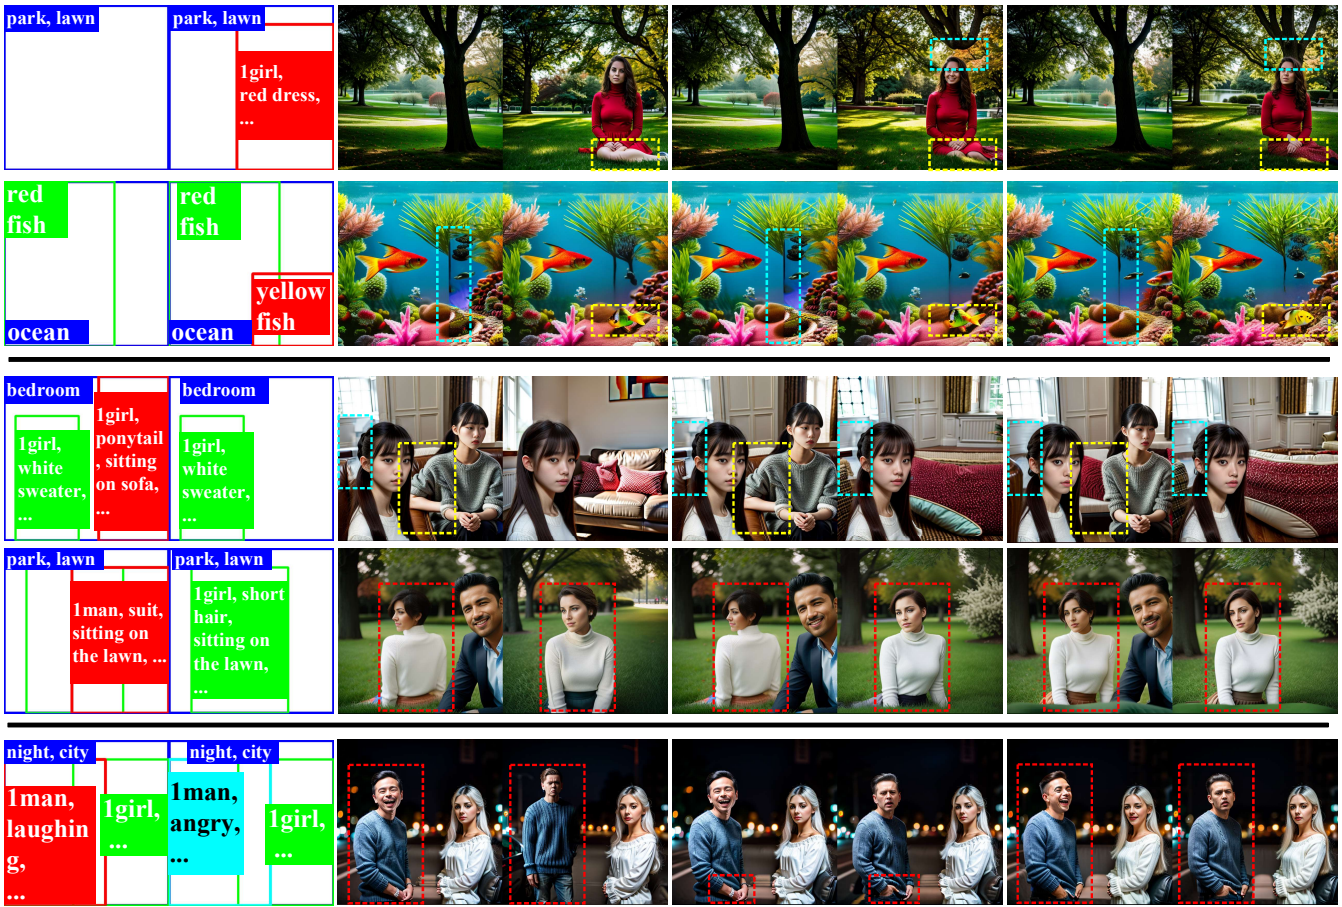 park, lawn
park, lawn
1girl,
red dress,
...
red
fish
red
fish
yellow
fish
ocean
ocean
bedroom
bedroom
1girl,
ponytail
, sitting
on sofa,
...
1girl,
white
sweater,
...
1girl,
white
sweater,
...
park, lawn
park, lawn
1man, suit,
sitting on
the lawn, ...
1girl, short
hair,
sitting on
the lawn,
...
night, city
night, city
1man,
laughin
g,
...
1girl,
...
1man,
angry,
...
1girl,
...